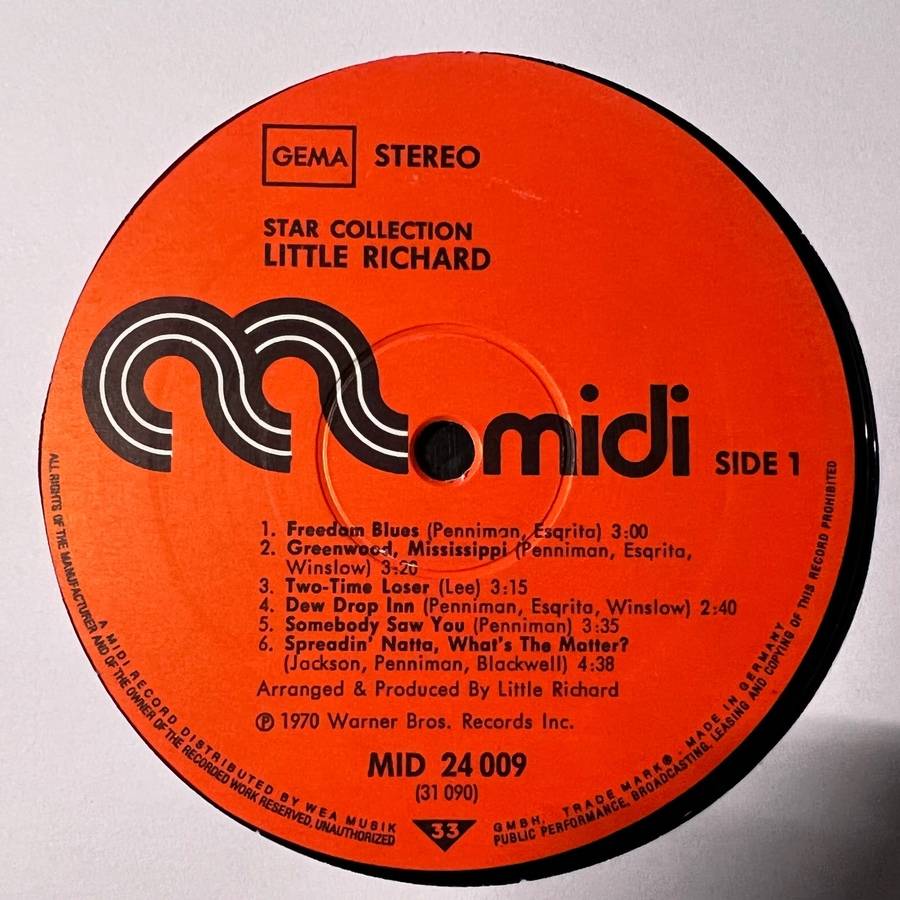 GEMA STEREO
STAR COLLECTION
LITTLE RICHARD
midi SIDE 1
1. Freedom Blues (Penniman, Esqrita) 3:00
2. Greenwood, Mississippi (Penniman, Esqrita,
Winslow) 3:20
3. Two-Time Loser (Lee) 3:15
4. Dew Drop Inn (Penniman, Esqrita, Winslow) 2:40
5. Somebody Saw You (Penniman) 3:35
6. Spreadin' Natta, What's The Matter?
(Jackson, Penniman, Blackwell) 4:38
Arranged & Produced By Little Richard
Ⓟ 1970 Warner Bros. Records Inc.
MID 24 009
(31 090)
33
A MIDI RECORD DISTRIBUTED BY WEA MUSIK GMBH, TRADE MARK® - MADE IN GERMANY
ALL RIGHTS OF THE MANUFACTURER AND OF THE OWNER OF THE RECORDED WORK RESERVED, UNAUTHORIZED PUBLIC PERFORMANCE, BROADCASTING, LEASING AND COPYING OF THIS RECORD PROHIBITED